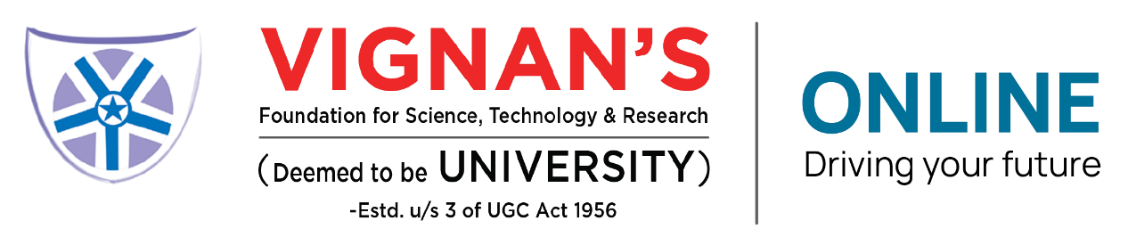 VIGNAN'S
Foundation for Science, Technology & Research
(Deemed to be UNIVERSITY)
-Estd. u/s 3 of UGC Act 1956
ONLINE
Driving your future